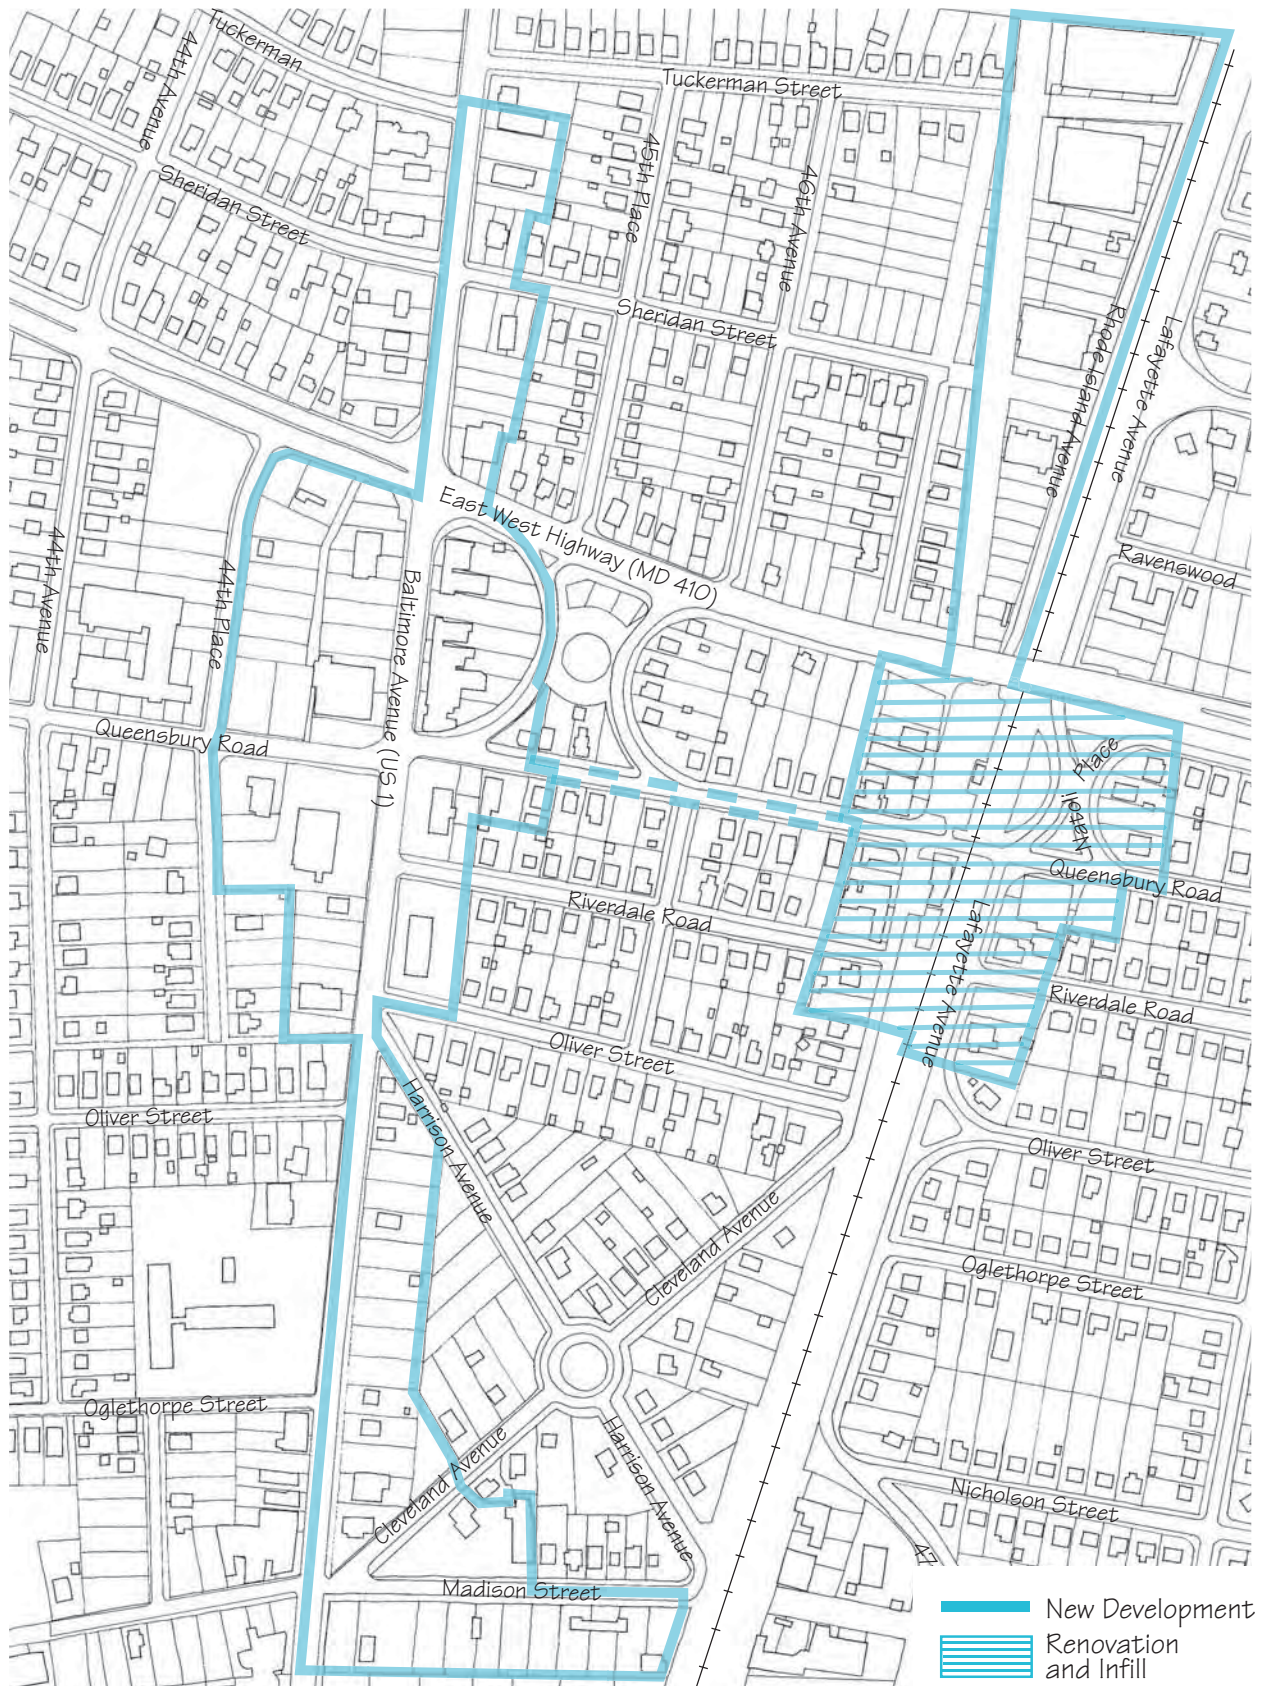 Tuckerman
44th Avenue
Tuckerman Street
45th Place
46th Avenue
Sheridan Street
Sheridan Street
Rhode Island Avenue
Lafayette Avenue
East West Highway (MD 410)
44th Avenue
44th Place
Baltimore Avenue (US 1)
Ravenswood
Queensbury Road
Natoli Place
Queensbury Road
Riverdale Road
Lafayette Avenue
Riverdale Road
Oliver Street
Oliver Street
Harrison Avenue
Oliver Street
Cleveland Avenue
Oglethorpe Street
Oglethorpe Street
Cleveland Avenue
Harrison Avenue
Nicholson Street
47
Madison Street
New Development
Renovation
and Infill